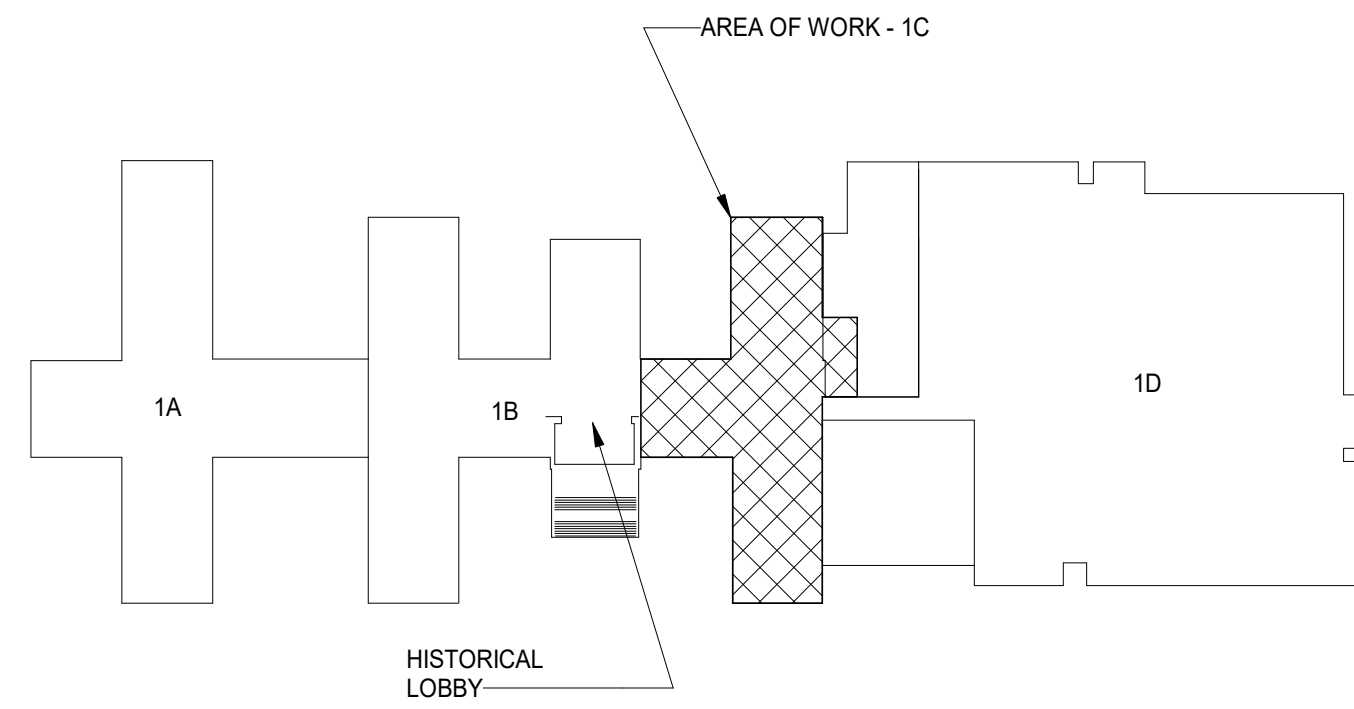 AREA OF WORK - 1C
1A
1B
1D
HISTORICAL
LOBBY